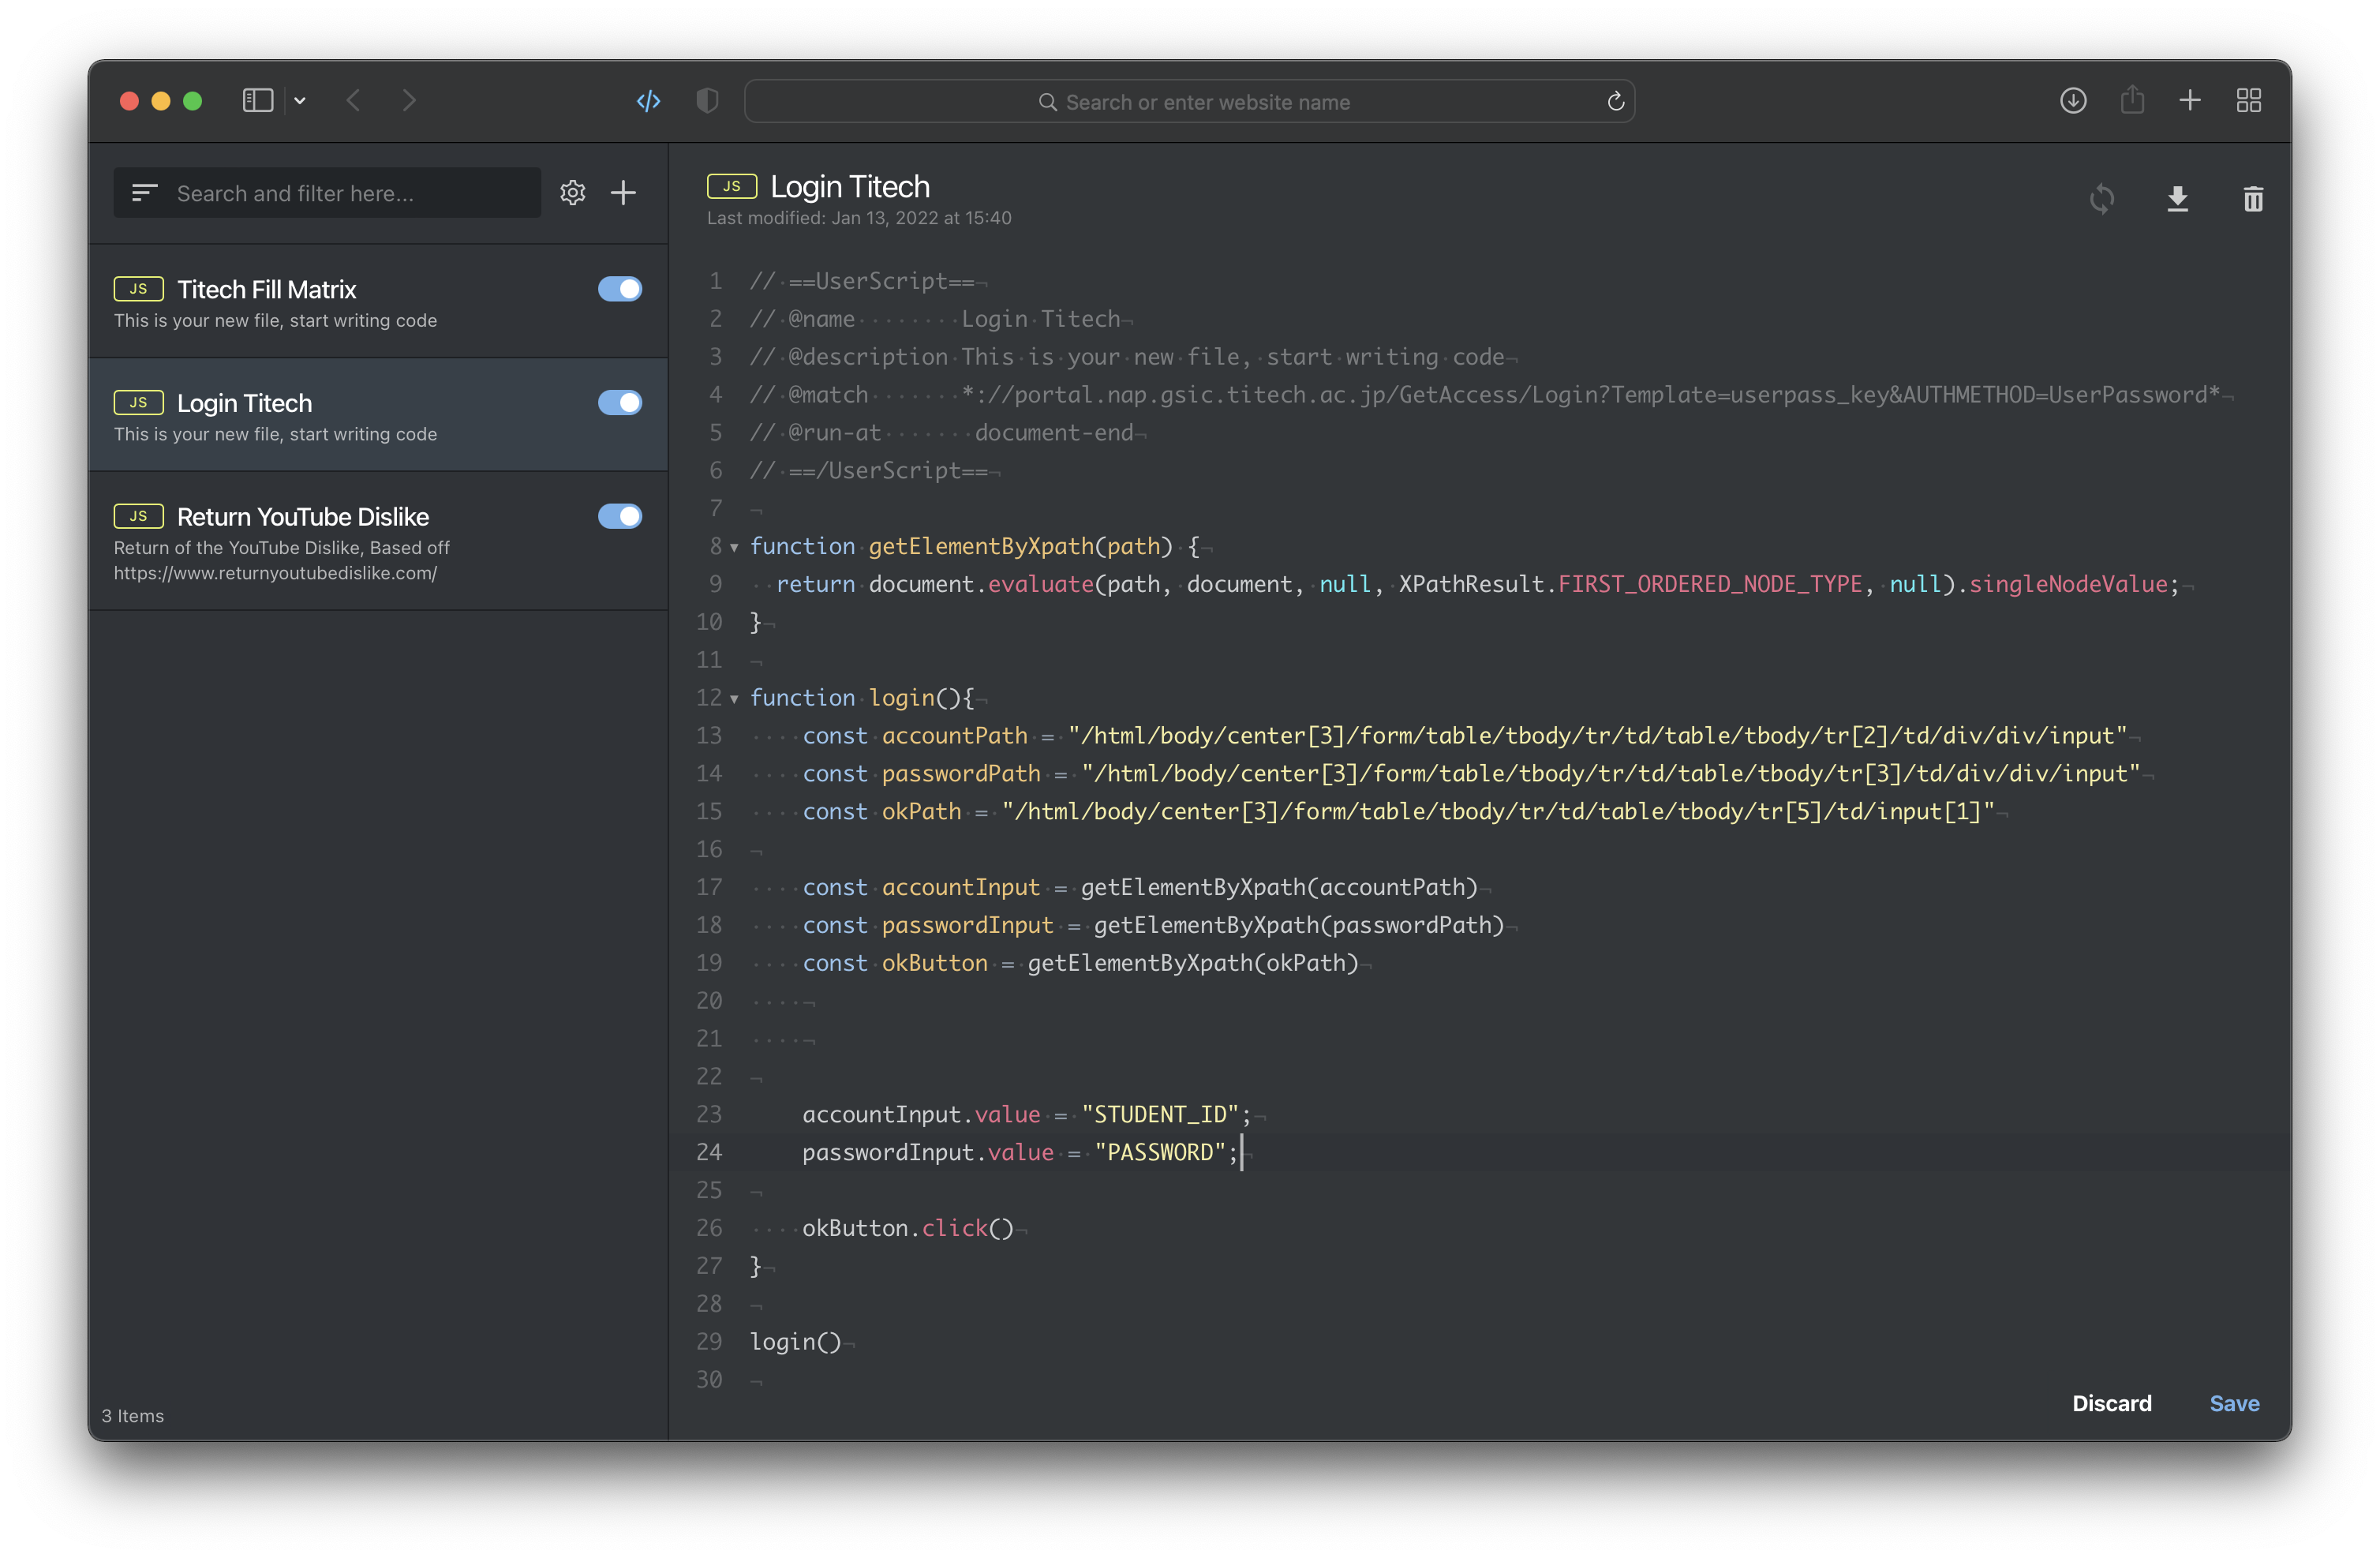 Search or enter website name
Search and filter here...
JS Titech Fill Matrix
This is your new file, start writing code
JS Login Titech
This is your new file, start writing code
JS Return YouTube Dislike
Return of the YouTube Dislike, Based off
https://www.returnyoutubedislike.com/
3 Items
JS Login Titech
Last modified: Jan 13, 2022 at 15:40
1 // ==UserScript==
2 // @name        Login Titech
3 // @description This is your new file, start writing code
4 // @match       *://portal.nap.gsic.titech.ac.jp/GetAccess/Login?Template=userpass_key&AUTHMETHOD=UserPassword*
5 // @run-at       document-end
6 // ==/UserScript==
7
8 function getElementByXpath(path) {
9   return document.evaluate(path, document, null, XPathResult.FIRST_ORDERED_NODE_TYPE, null).singleNodeValue;
10 }
11
12 function login(){
13     const accountPath = "/html/body/center[3]/form/table/tbody/tr/td/table/tbody/tr[2]/td/div/div/input"
14     const passwordPath = "/html/body/center[3]/form/table/tbody/tr/td/table/tbody/tr[3]/td/div/div/input"
15     const okPath = "/html/body/center[3]/form/table/tbody/tr/td/table/tbody/tr[5]/td/input[1]"
16
17     const accountInput = getElementByXpath(accountPath)
18     const passwordInput = getElementByXpath(passwordPath)
19     const okButton = getElementByXpath(okPath)
20
21
22
23     accountInput.value = "STUDENT_ID";
24     passwordInput.value = "PASSWORD";
25
26     okButton.click()
27 }
28
29 login()
30
Discard Save